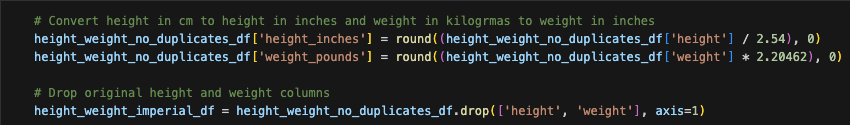 # Convert height in cm to height in inches and weight in kilogrmas to weight in inches
height_weight_no_duplicates_df['height_inches'] = round((height_weight_no_duplicates_df['height'] / 2.54), 0)
height_weight_no_duplicates_df['weight_pounds'] = round((height_weight_no_duplicates_df['weight'] * 2.20462), 0)
# Drop original height and weight columns
height_weight_imperial_df = height_weight_no_duplicates_df.drop(['height', 'weight'], axis=1)